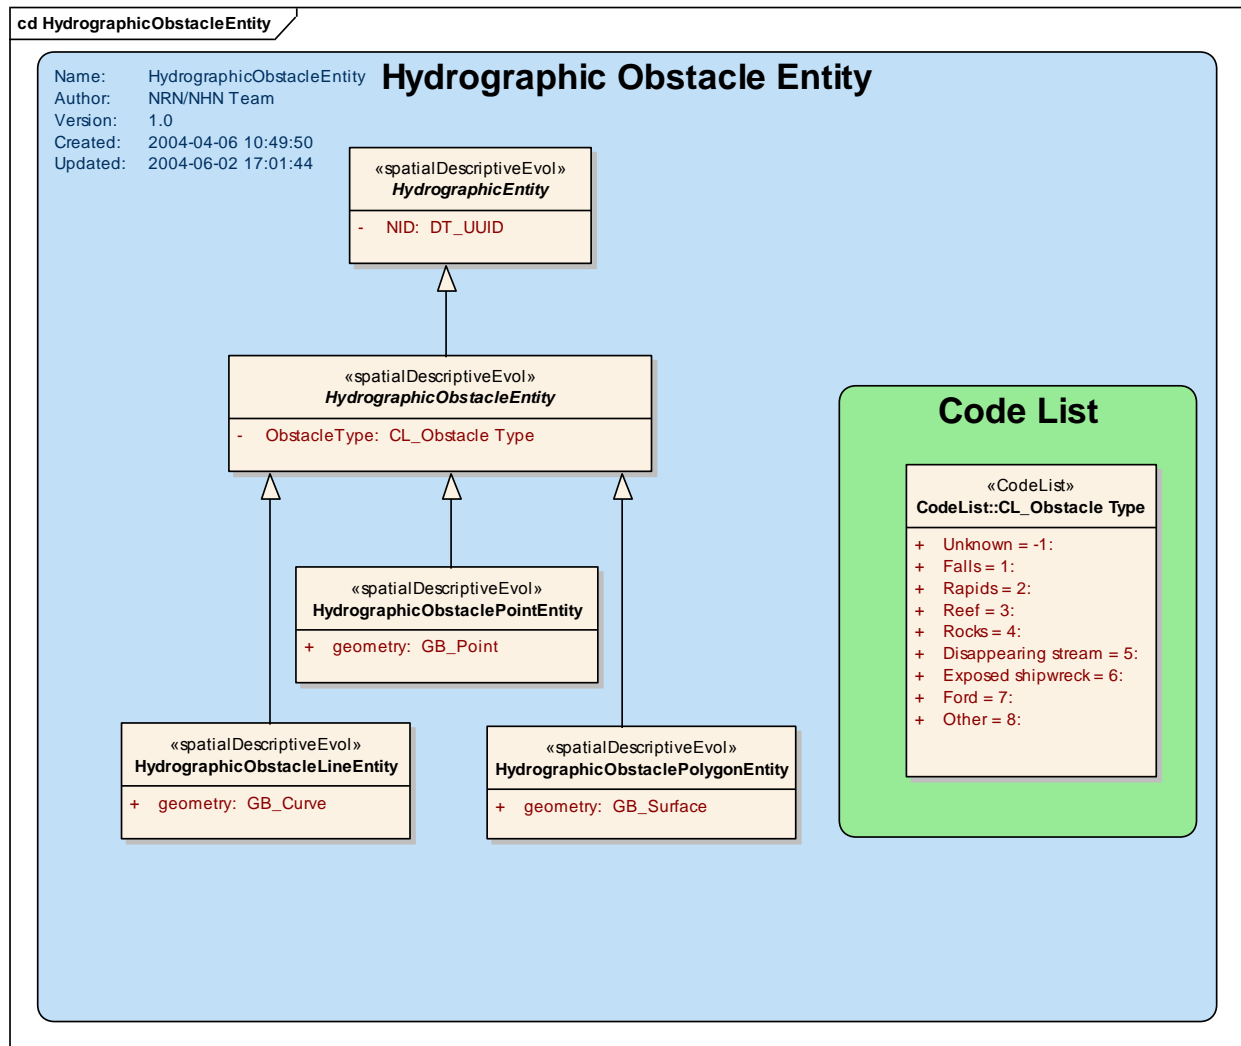 cd HydrographicObstacleEntity
Hydrographic Obstacle Entity
Name: HydrographicObstacleEntity
Author: NRN/NHN Team
Version: 1.0
Created: 2004-04-06 10:49:50
Updated: 2004-06-02 17:01:44
«spatialDescriptiveEvol»
HydrographicEntity
- NID: DT_UUID
«spatialDescriptiveEvol»
HydrographicObstacleEntity
- ObstacleType: CL_Obstacle Type
«spatialDescriptiveEvol»
HydrographicObstaclePointEntity
+ geometry: GB_Point
«spatialDescriptiveEvol»
HydrographicObstacleLineEntity
+ geometry: GB_Curve
«spatialDescriptiveEvol»
HydrographicObstaclePolygonEntity
+ geometry: GB_Surface
Code List
«CodeList»
CodeList::CL_Obstacle Type
+ Unknown = -1:
+ Falls = 1:
+ Rapids = 2:
+ Reef = 3:
+ Rocks = 4:
+ Disappearing stream = 5:
+ Exposed shipwreck = 6:
+ Ford = 7:
+ Other = 8: